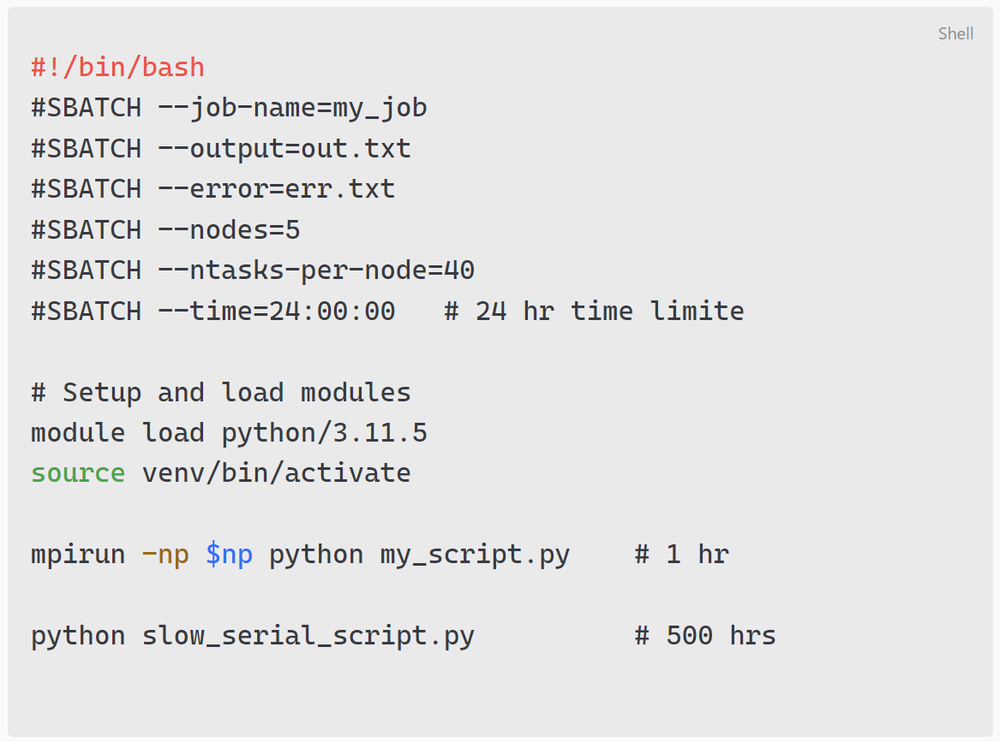 Shell
#!/bin/bash
#SBATCH --job-name=my_job
#SBATCH --output=out.txt
#SBATCH --error=err.txt
#SBATCH --nodes=5
#SBATCH --ntasks-per-node=40
#SBATCH --time=24:00:00   # 24 hr time limite
# Setup and load modules
module load python/3.11.5
source venv/bin/activate
mpirun -np $np python my_script.py    # 1 hr
python slow_serial_script.py          # 500 hrs